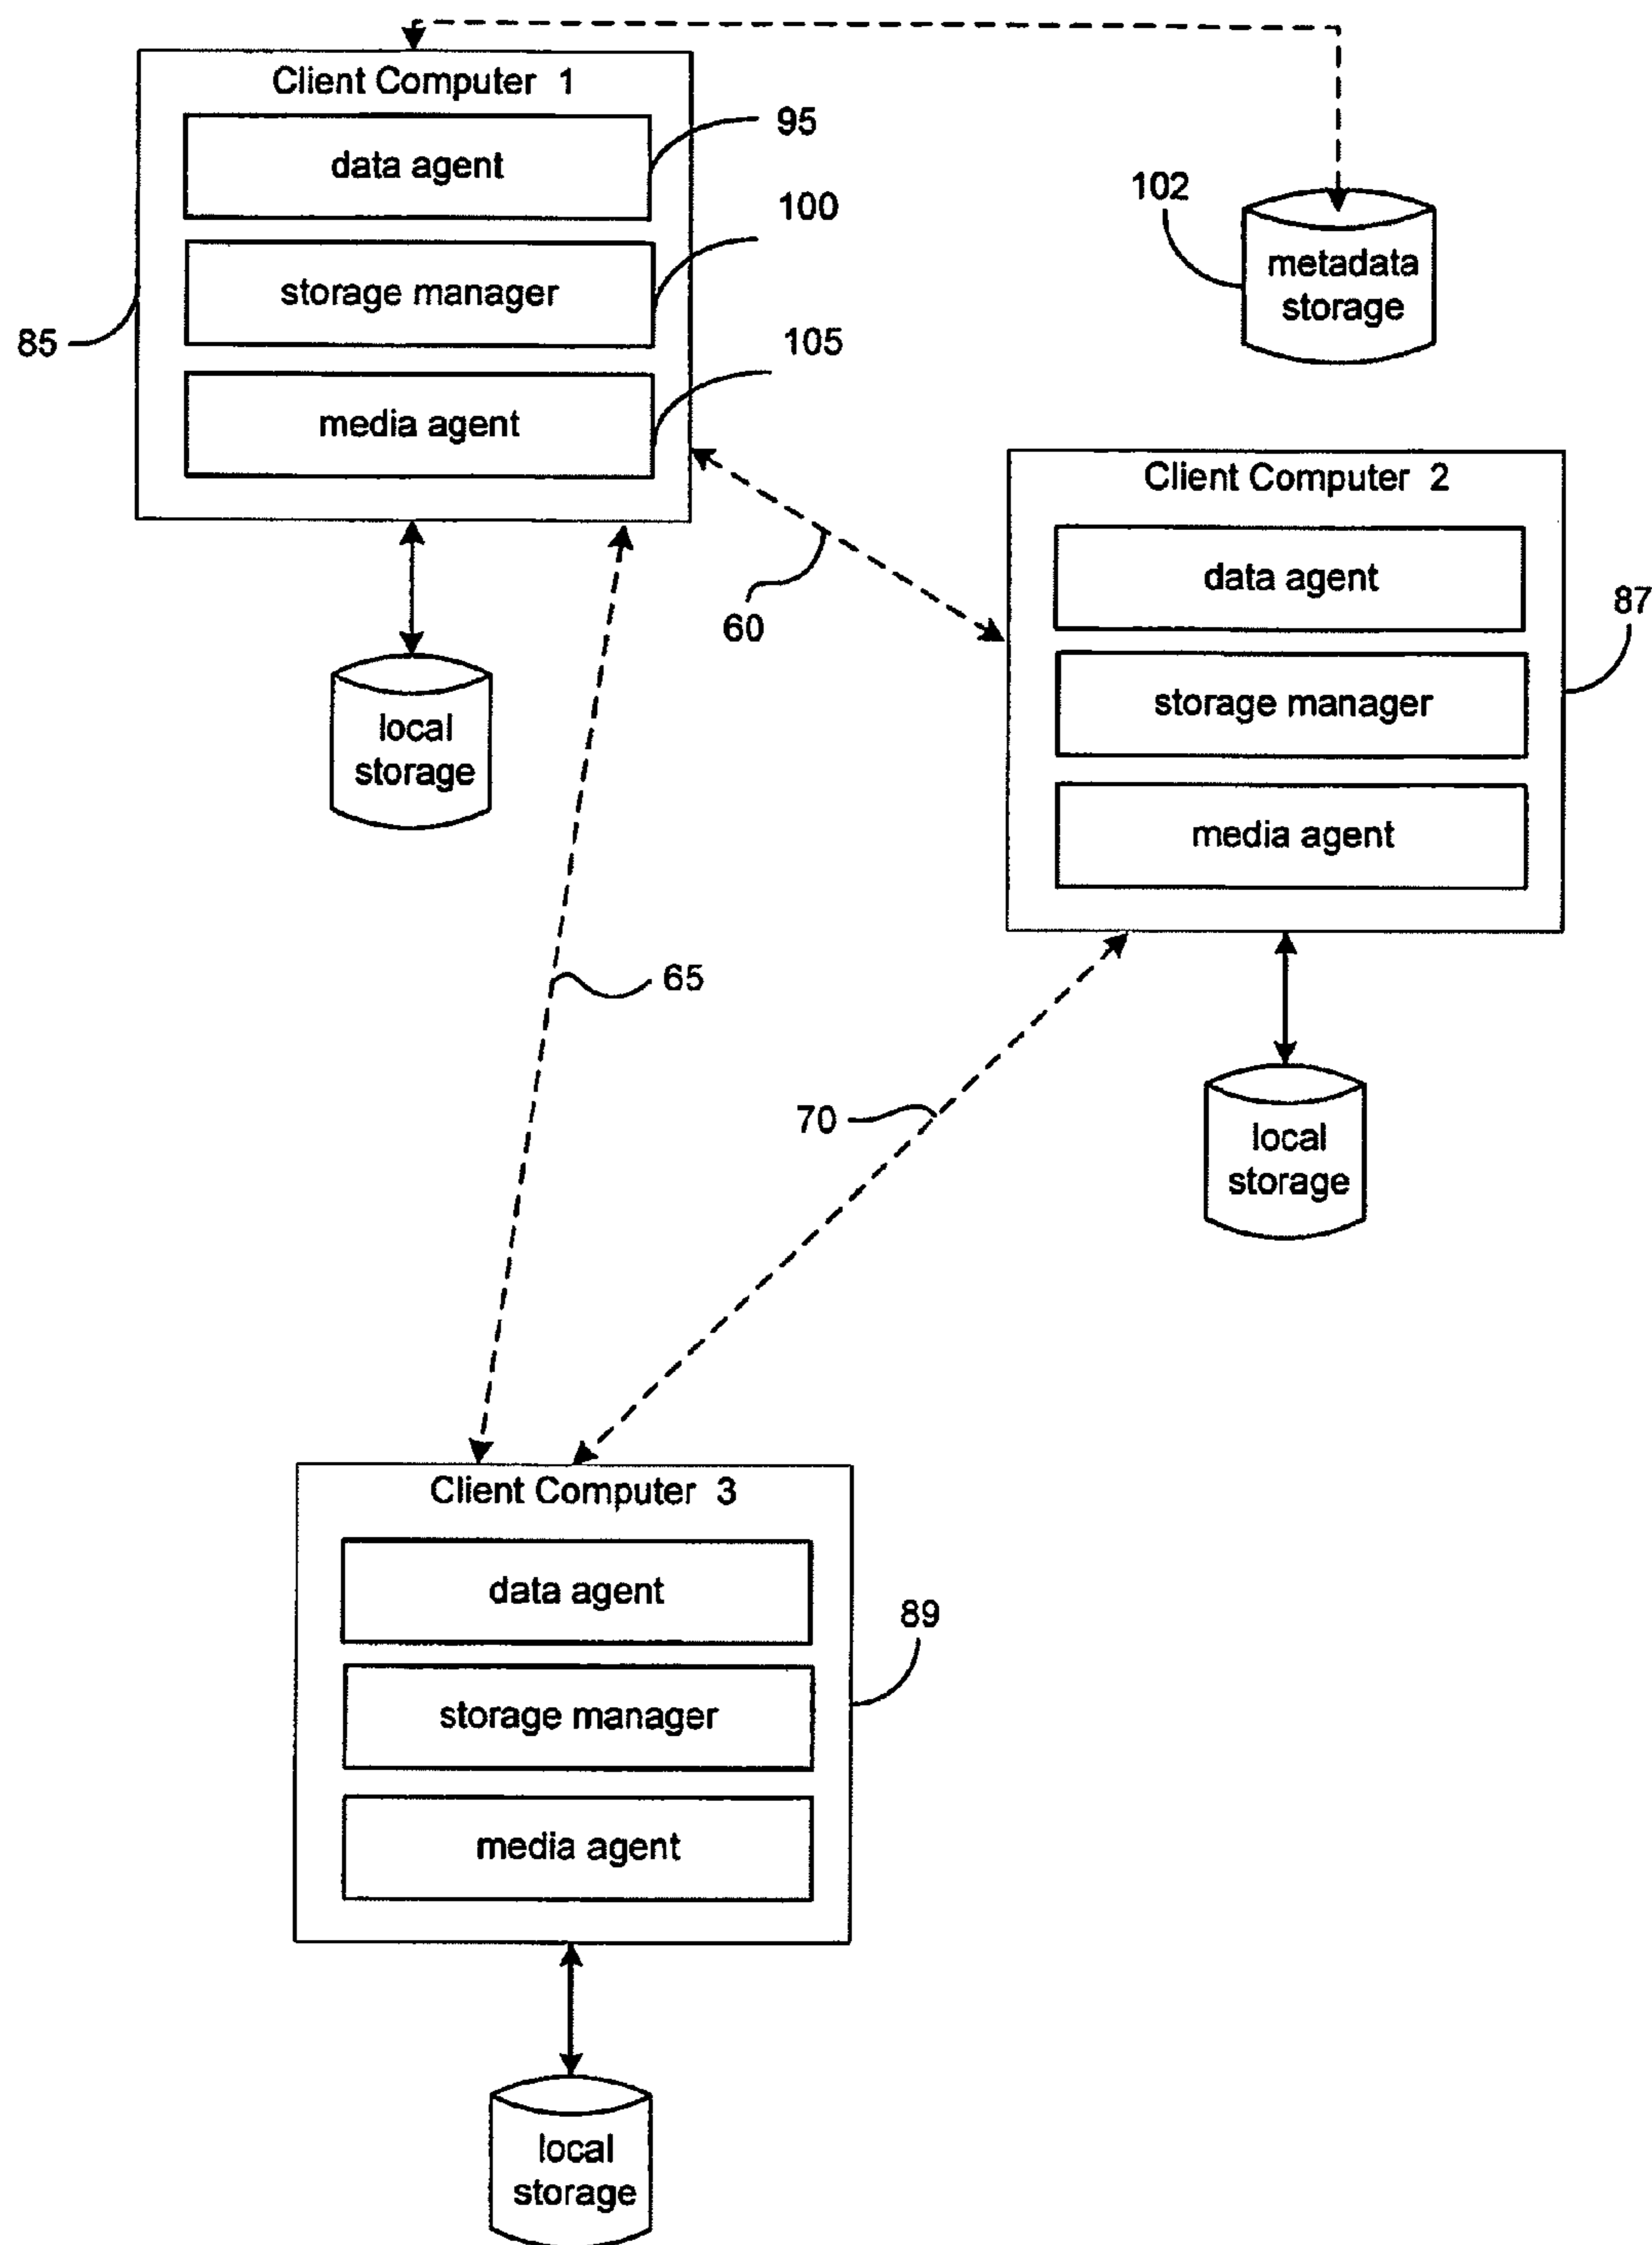 Client Computer 1
data agent
95
storage manager
100
media agent
105
85
102
metadata
storage
local
storage
60
Client Computer 2
data agent
storage manager
media agent
87
65
70
local
storage
Client Computer 3
data agent
storage manager
media agent
89
local
storage